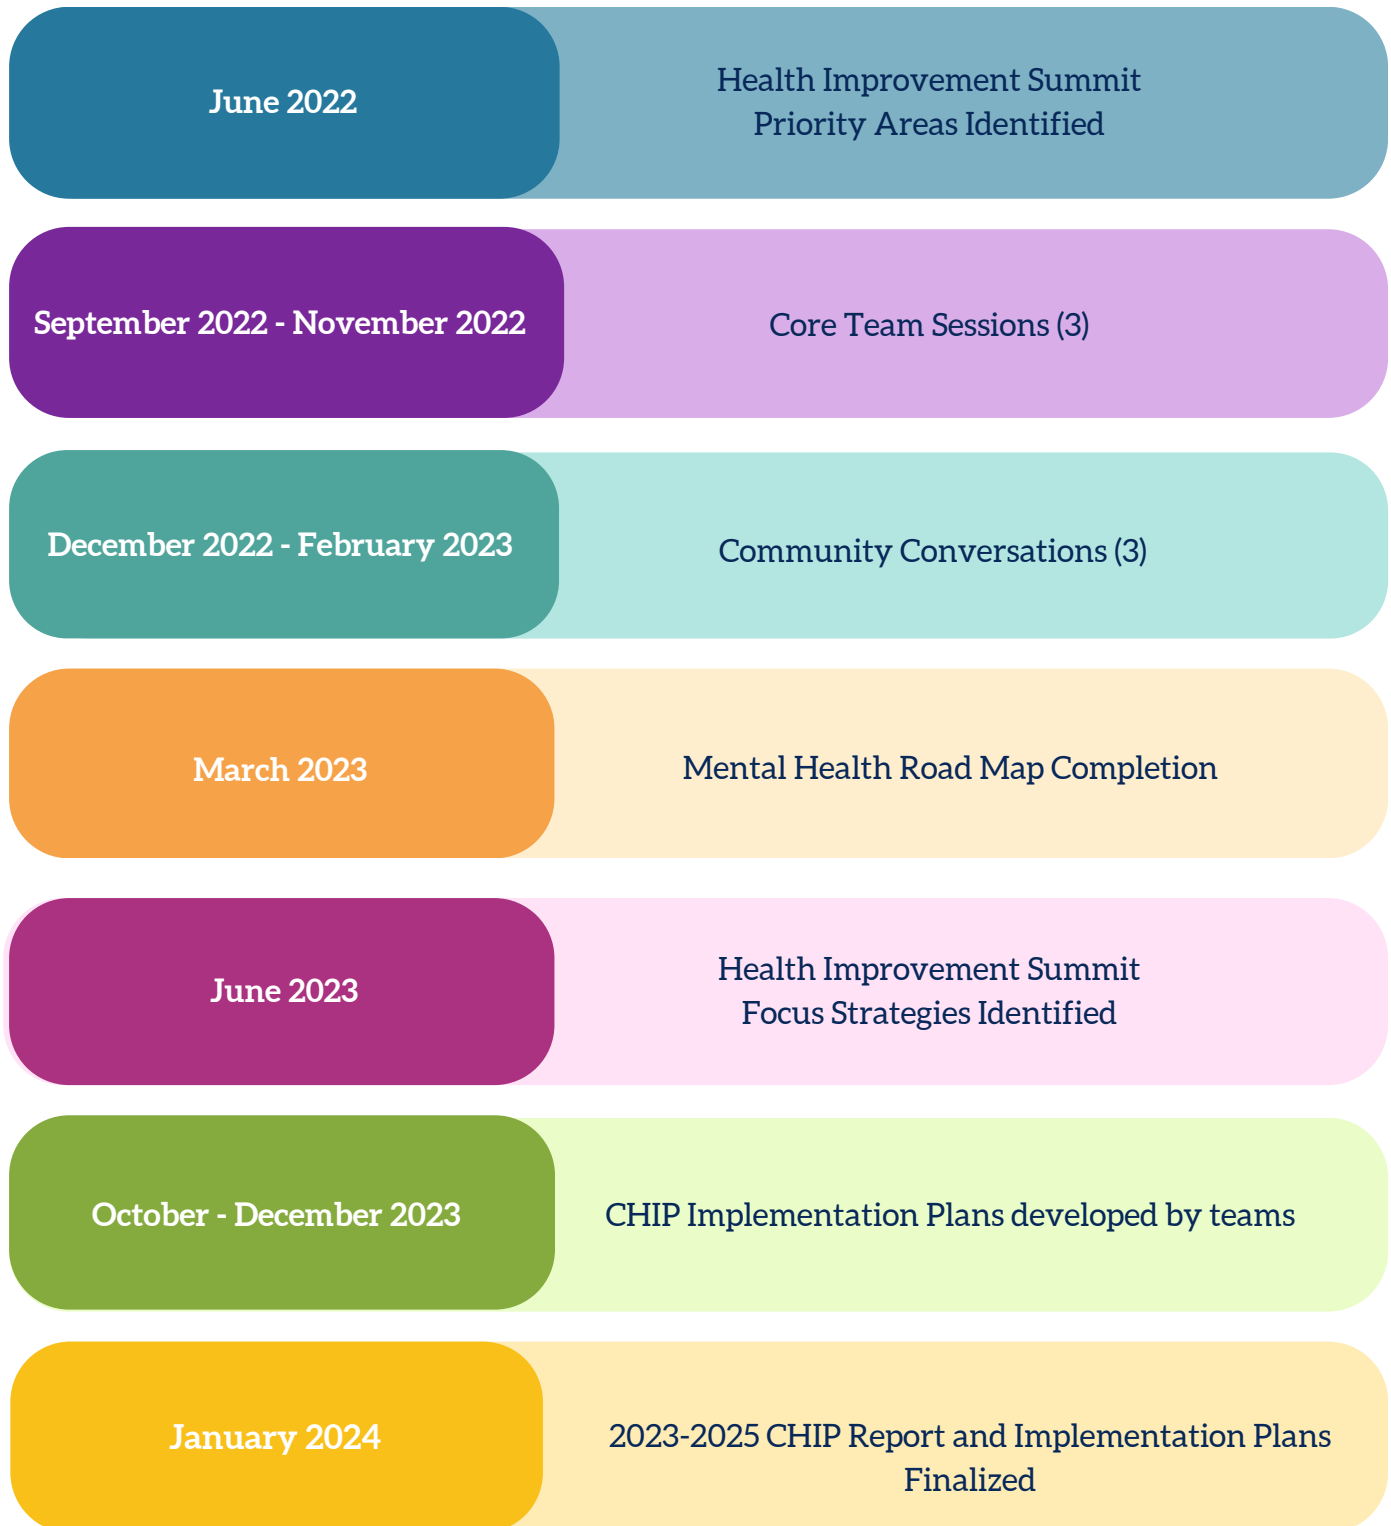 June 2022
Health Improvement Summit
Priority Areas Identified
September 2022 - November 2022
Core Team Sessions (3)
December 2022 - February 2023
Community Conversations (3)
March 2023
Mental Health Road Map Completion
June 2023
Health Improvement Summit
Focus Strategies Identified
October - December 2023
CHIP Implementation Plans developed by teams
January 2024
2023-2025 CHIP Report and Implementation Plans
Finalized